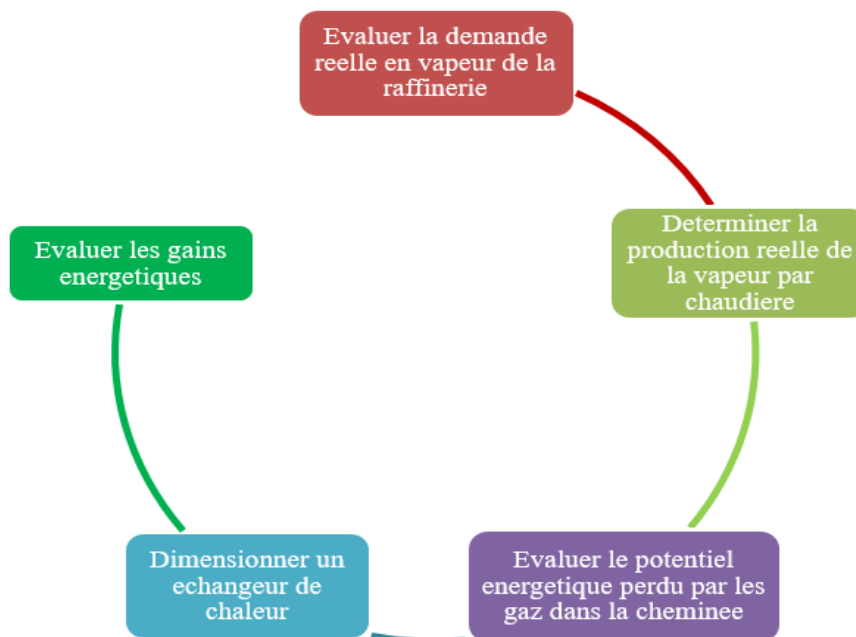 Evaluer la demande
reelle en vapeur de la
raffinerie
Determiner la
production reelle de
la vapeur par
chaudiere
Evaluer le potentiel
energetique perdu par les
gaz dans la cheminee
Dimensionner un
echangeur de
chaleur
Evaluer les gains
energetiques